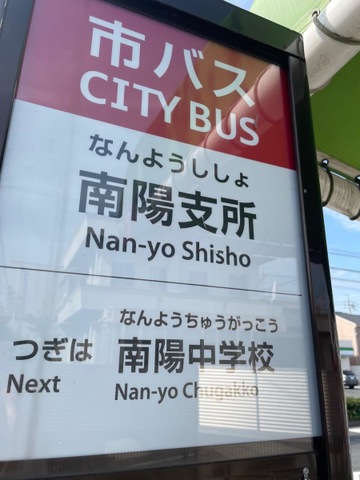 市バス
CITY BUS
なんようししょ
南陽支所
Nan-yo Shisho
なんようちゅうがっこう
つぎは 南陽中学校
Next Nan-yo Chugakko